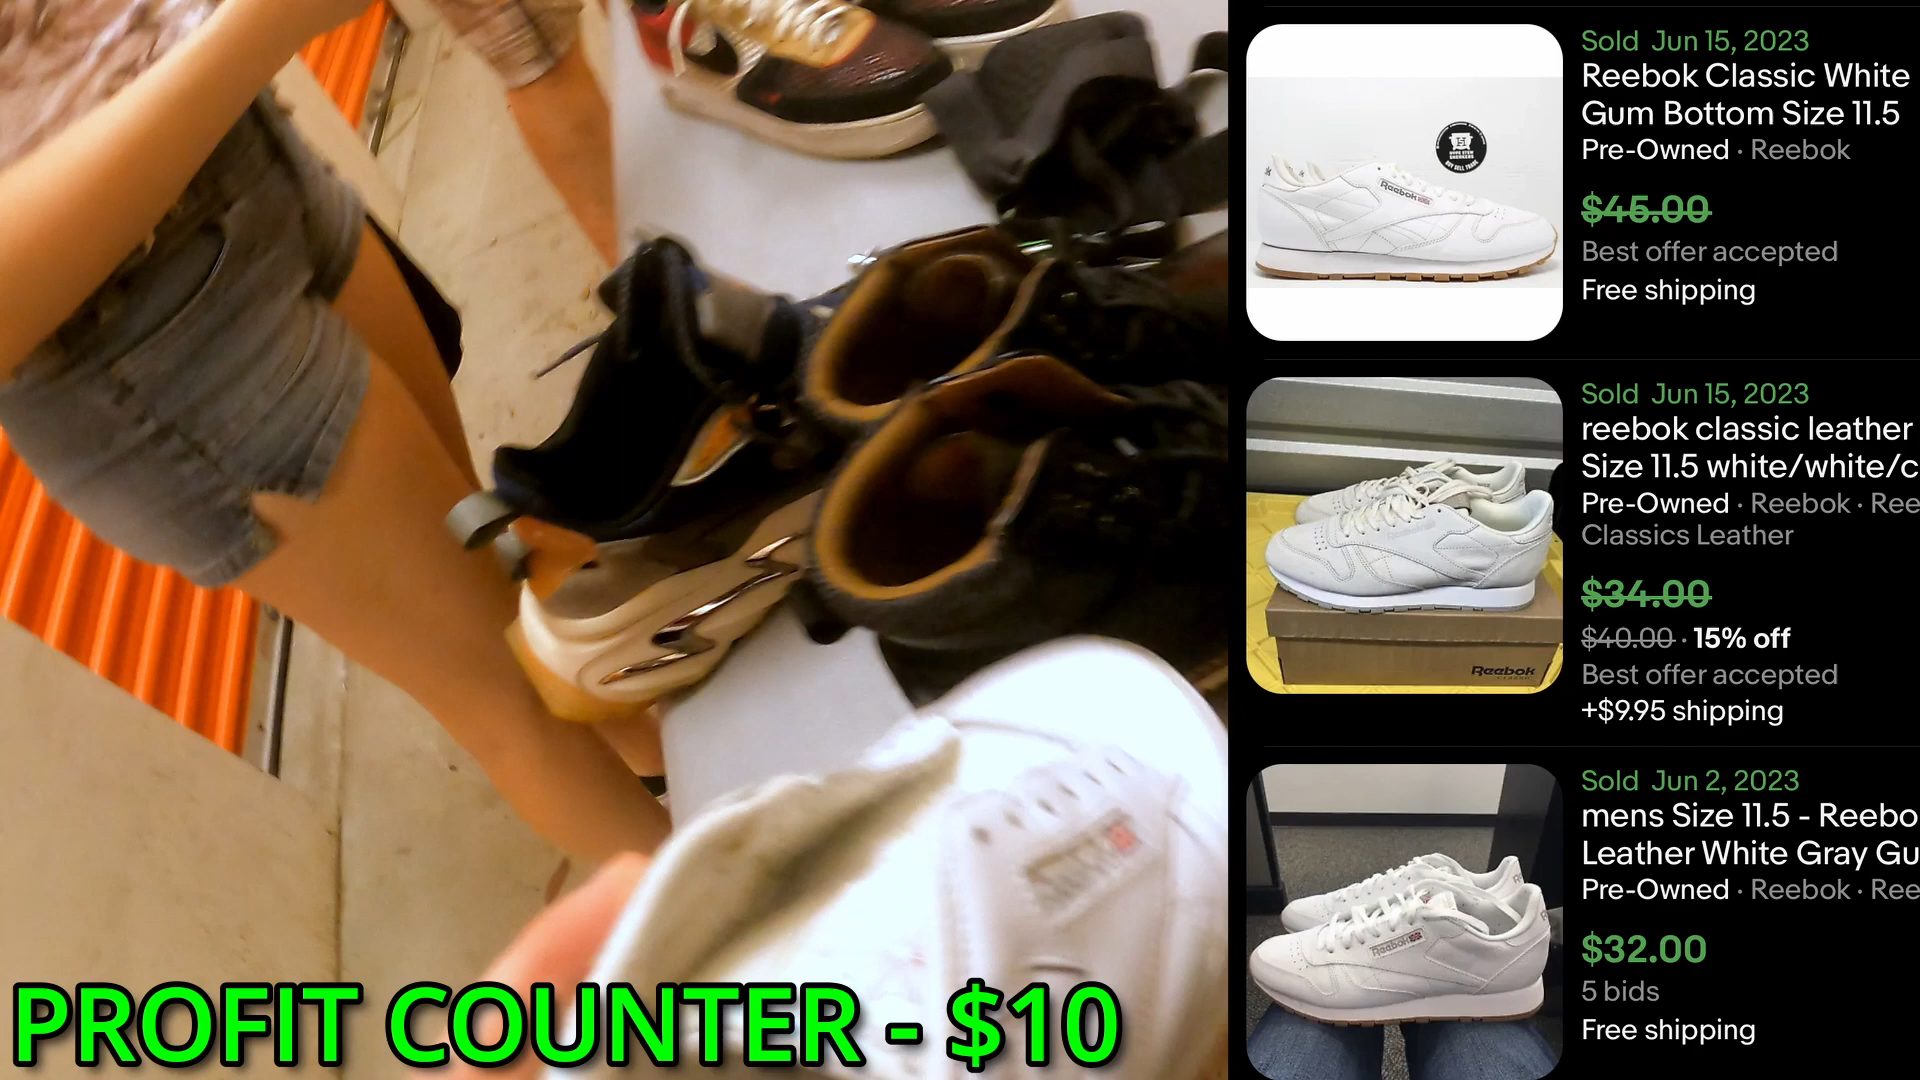 Sold Jun 15, 2023
Reebok Classic White
Gum Bottom Size 11.5
Pre-Owned · Reebok
$45.00
Best offer accepted
Free shipping
Reebok
Sold Jun 15, 2023
reebok classic leather
Size 11.5 white/white/c
Pre-Owned · Reebok · Ree
Classics Leather
$34.00
$40.00 · 15% off
Best offer accepted
+$9.95 shipping
Reebok
Sold Jun 2, 2023
mens Size 11.5 - Reebo
Leather White Gray Gu
Pre-Owned · Reebok · Ree
$32.00
5 bids
Free shipping
Reebok
PROFIT COUNTER - $10